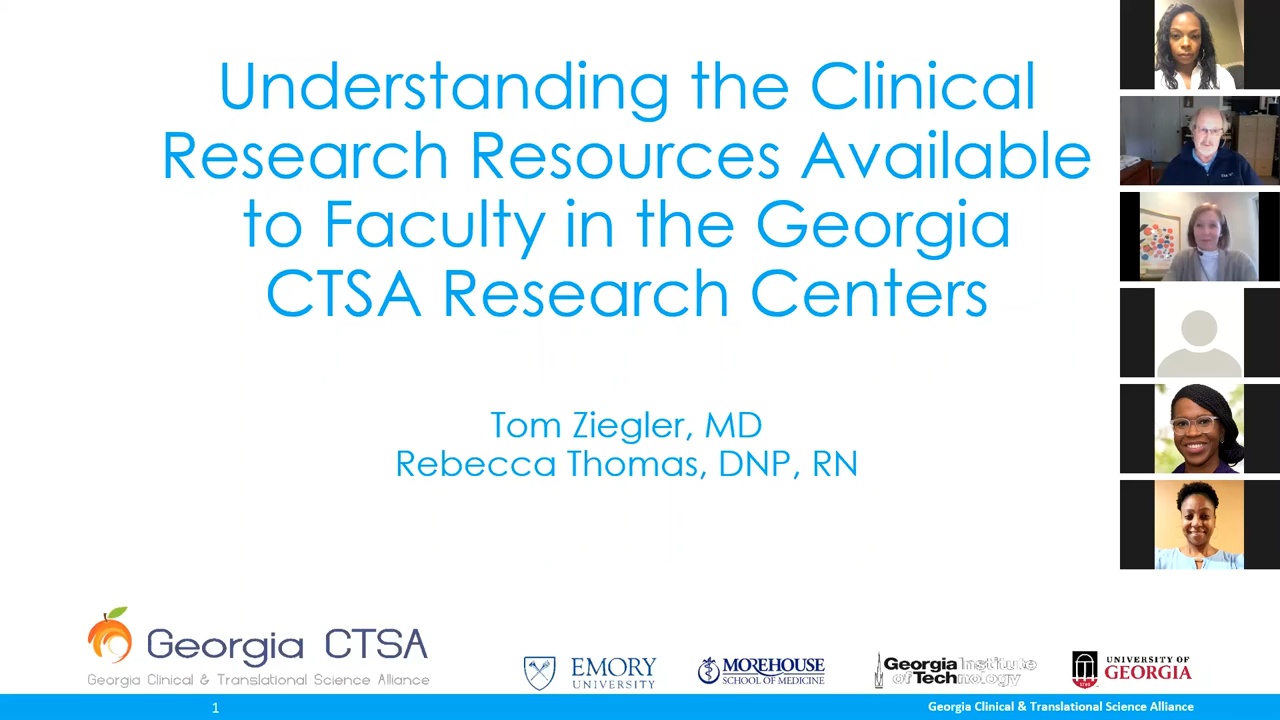 Understanding the Clinical
Research Resources Available
to Faculty in the Georgia
CTSA Research Centers
Tom Ziegler, MD
Rebecca Thomas, DNP, RN
Georgia CTSA
Georgia Clinical & Translational Science Alliance
EMORY
UNIVERSITY
MOREHOUSE
SCHOOL OF MEDICINE
Georgia Institute
of Technology
UNIVERSITY OF
GEORGIA
1
Georgia Clinical & Translational Science Alliance